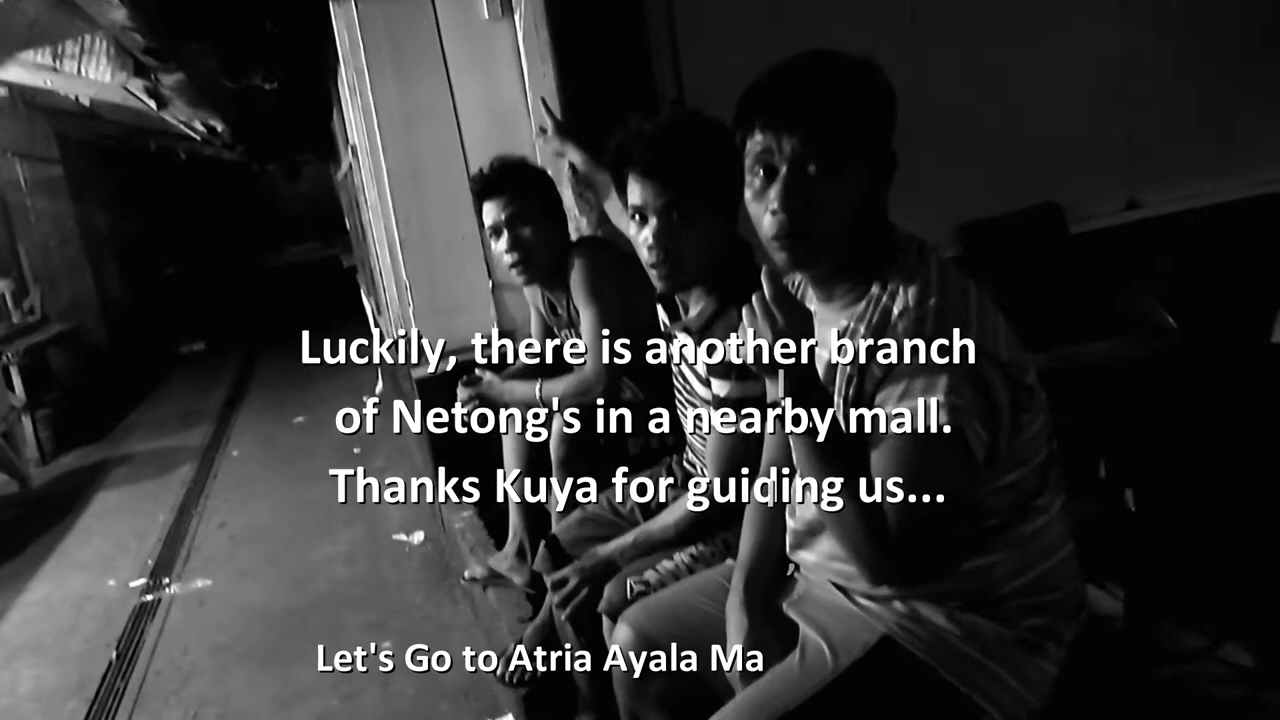 Luckily, there is another branch
of Netong's in a nearby mall.
Thanks Kuya for guiding us...
Let's Go to Atria Ayala Ma